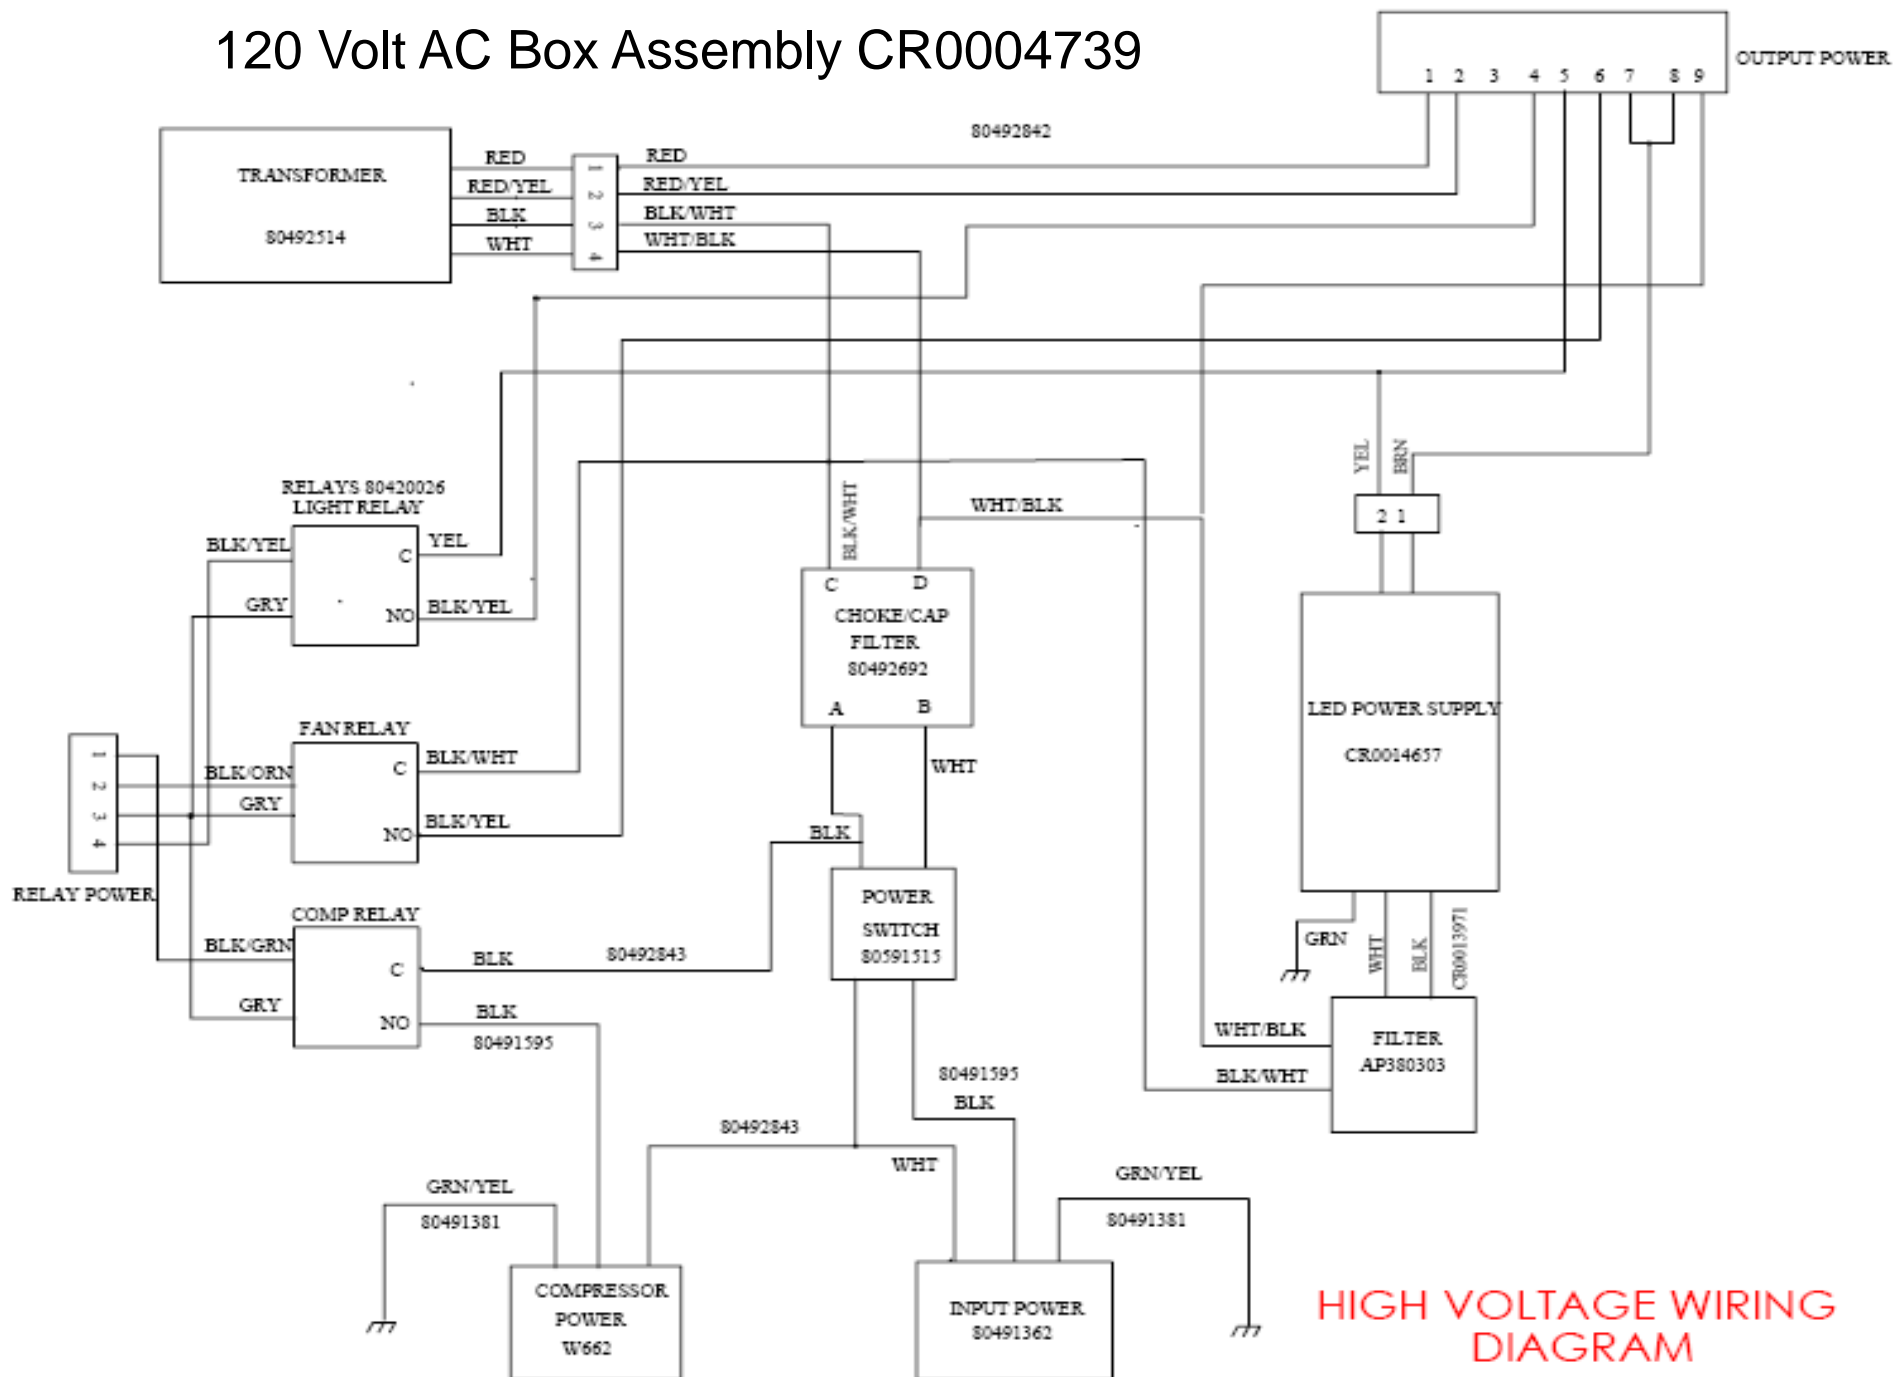 120 Volt AC Box Assembly CR0004739
OUTPUT POWER
1 2 3 4 5 6 7 8 9
80492842
TRANSFORMER
80492514
RED
RED/YEL
BLK
WHT
1
2
3
4
RED
RED/YEL
BLK/WHT
WHT/BLK
YEL
BRN
2 1
RELAYS 80420026
LIGHT RELAY
BLK/YEL
GRY
C
NO
YEL
BLK/YEL
BLK/WHT
WHT/BLK
C D
CHOKE/CAP
FILTER
80492692
A B
WHT
BLK
LED POWER SUPPLY
CR0014657
FAN RELAY
BLK/ORN
GRY
C
NO
BLK/WHT
BLK/YEL
1
2
3
4
RELAY POWER
COMP RELAY
BLK/GRN
GRY
C
NO
BLK
80492843
BLK
80491595
POWER
SWITCH
80591515
GRN
WHT
BLK
CR0013971
WHT/BLK
BLK/WHT
FILTER
AP380303
80491595
BLK
80492843
WHT
GRN/YEL
80491381
GRN/YEL
80491381
COMPRESSOR
POWER
W662
INPUT POWER
80491362
HIGH VOLTAGE WIRING
DIAGRAM